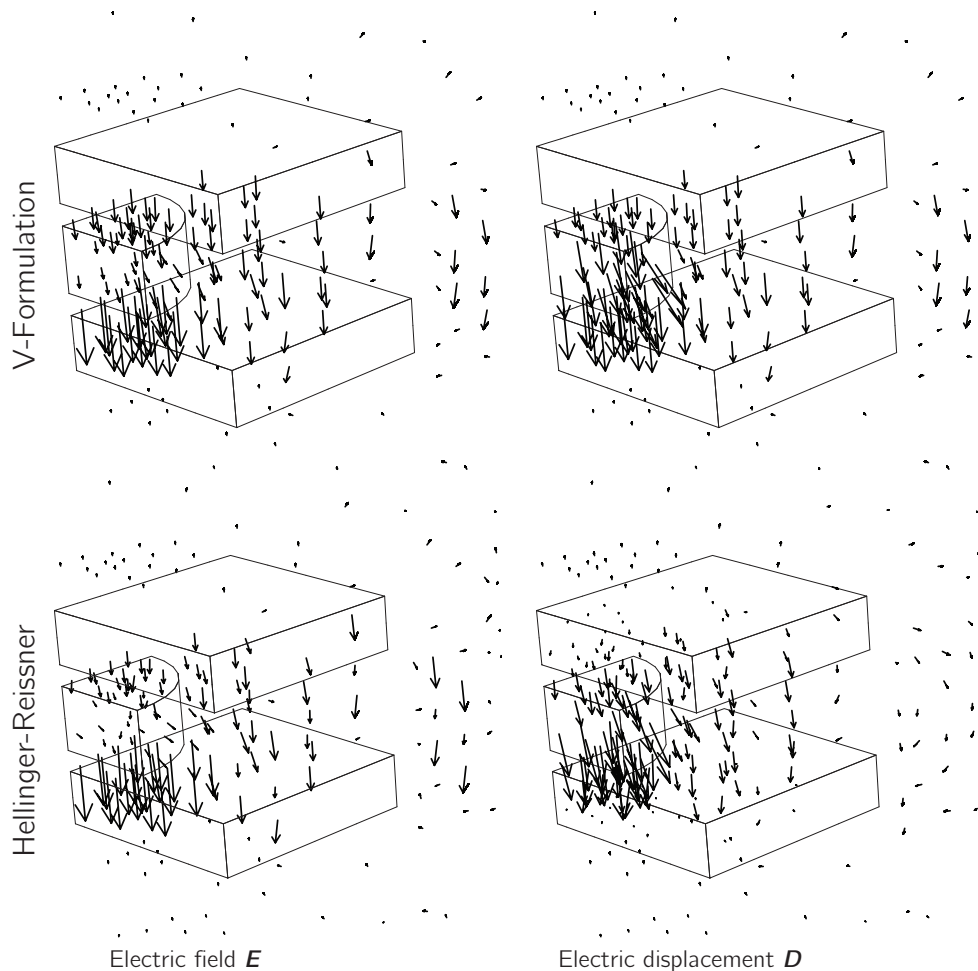 V-Formulation
Hellinger-Reissner
Electric field E
Electric displacement D